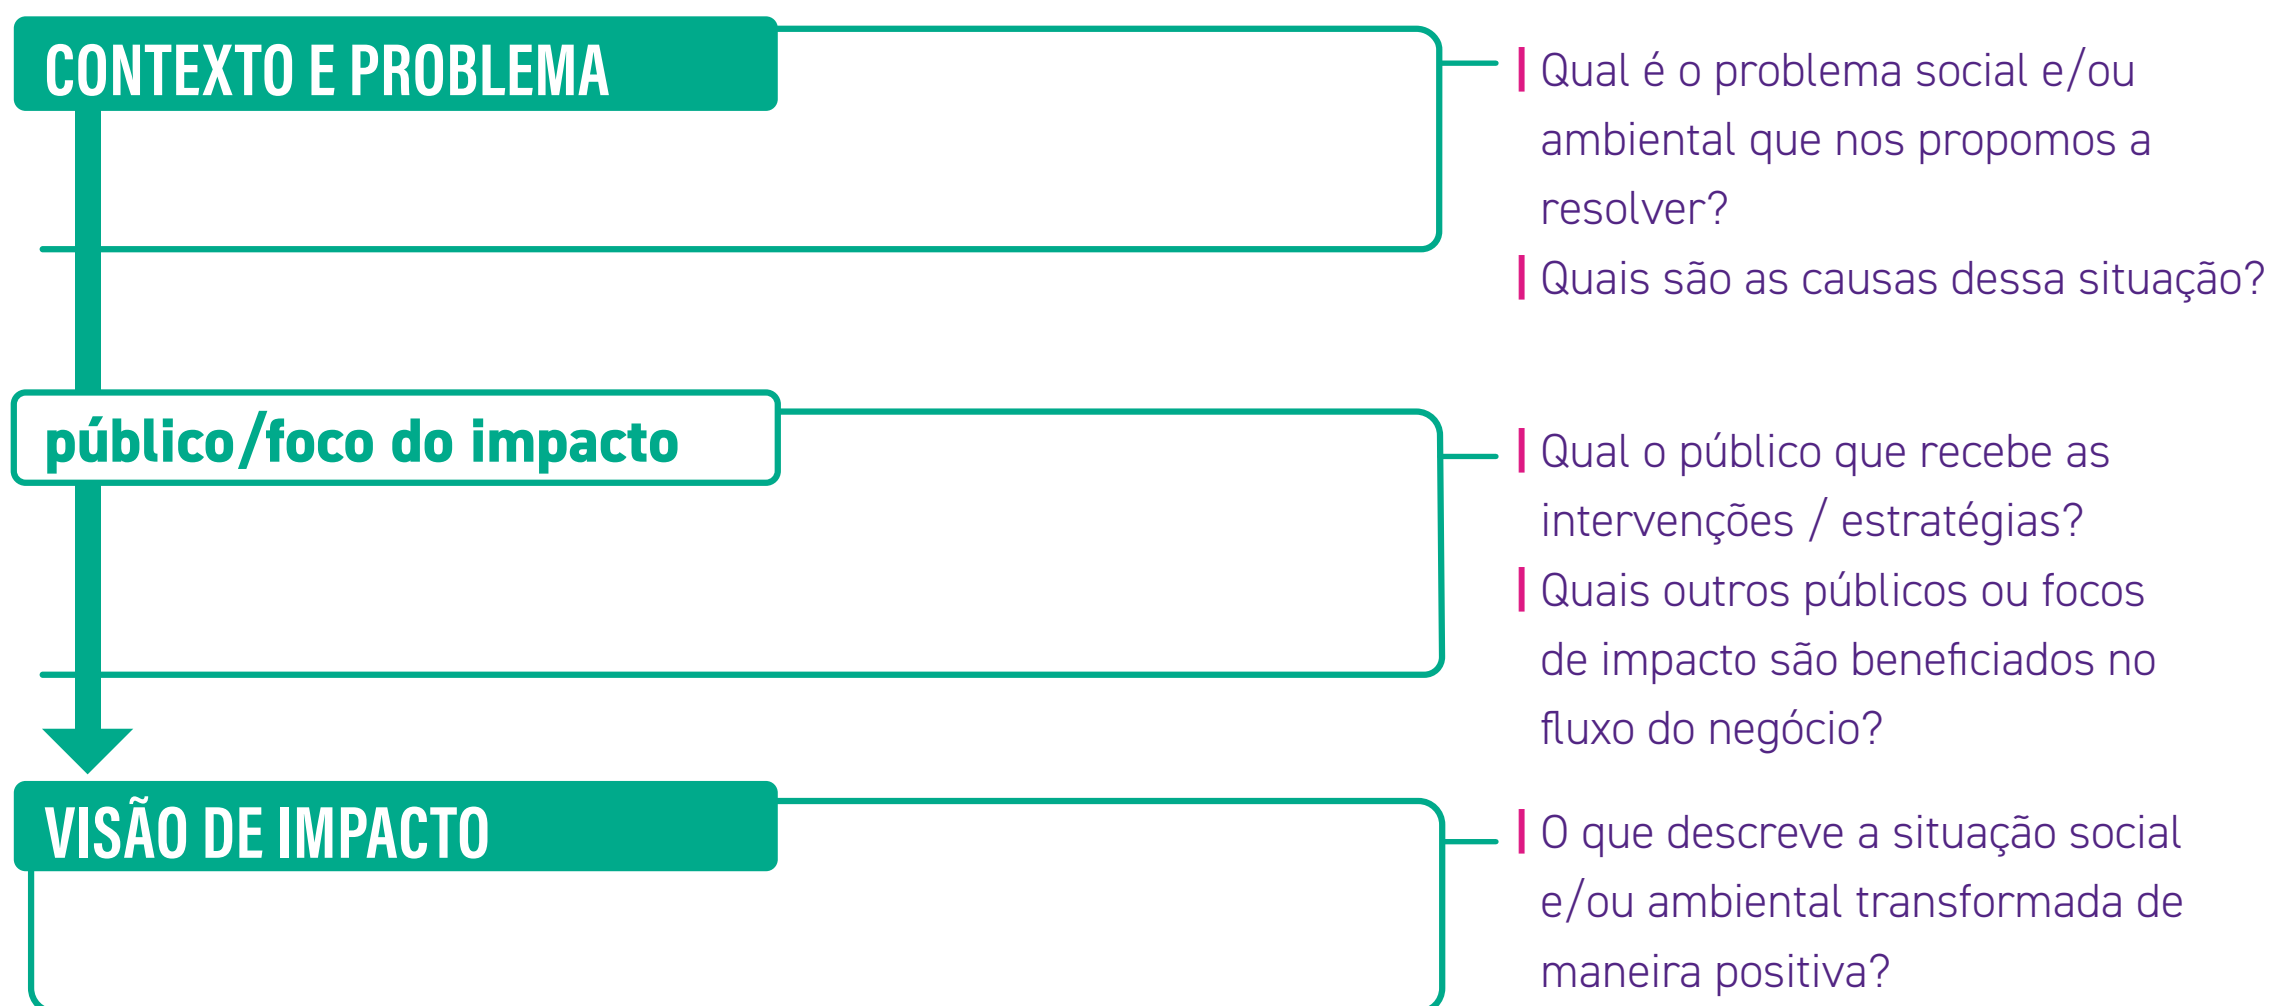 CONTEXTO E PROBLEMA
Qual é o problema social e/ou
ambiental que nos propomos a
resolver?
Quais são as causas dessa situação?
público/foco do impacto
Qual o público que recebe as
intervenções / estratégias?
Quais outros públicos ou focos
de impacto são beneficiados no
fluxo do negócio?
VISÃO DE IMPACTO
O que descreve a situação social
e/ou ambiental transformada de
maneira positiva?